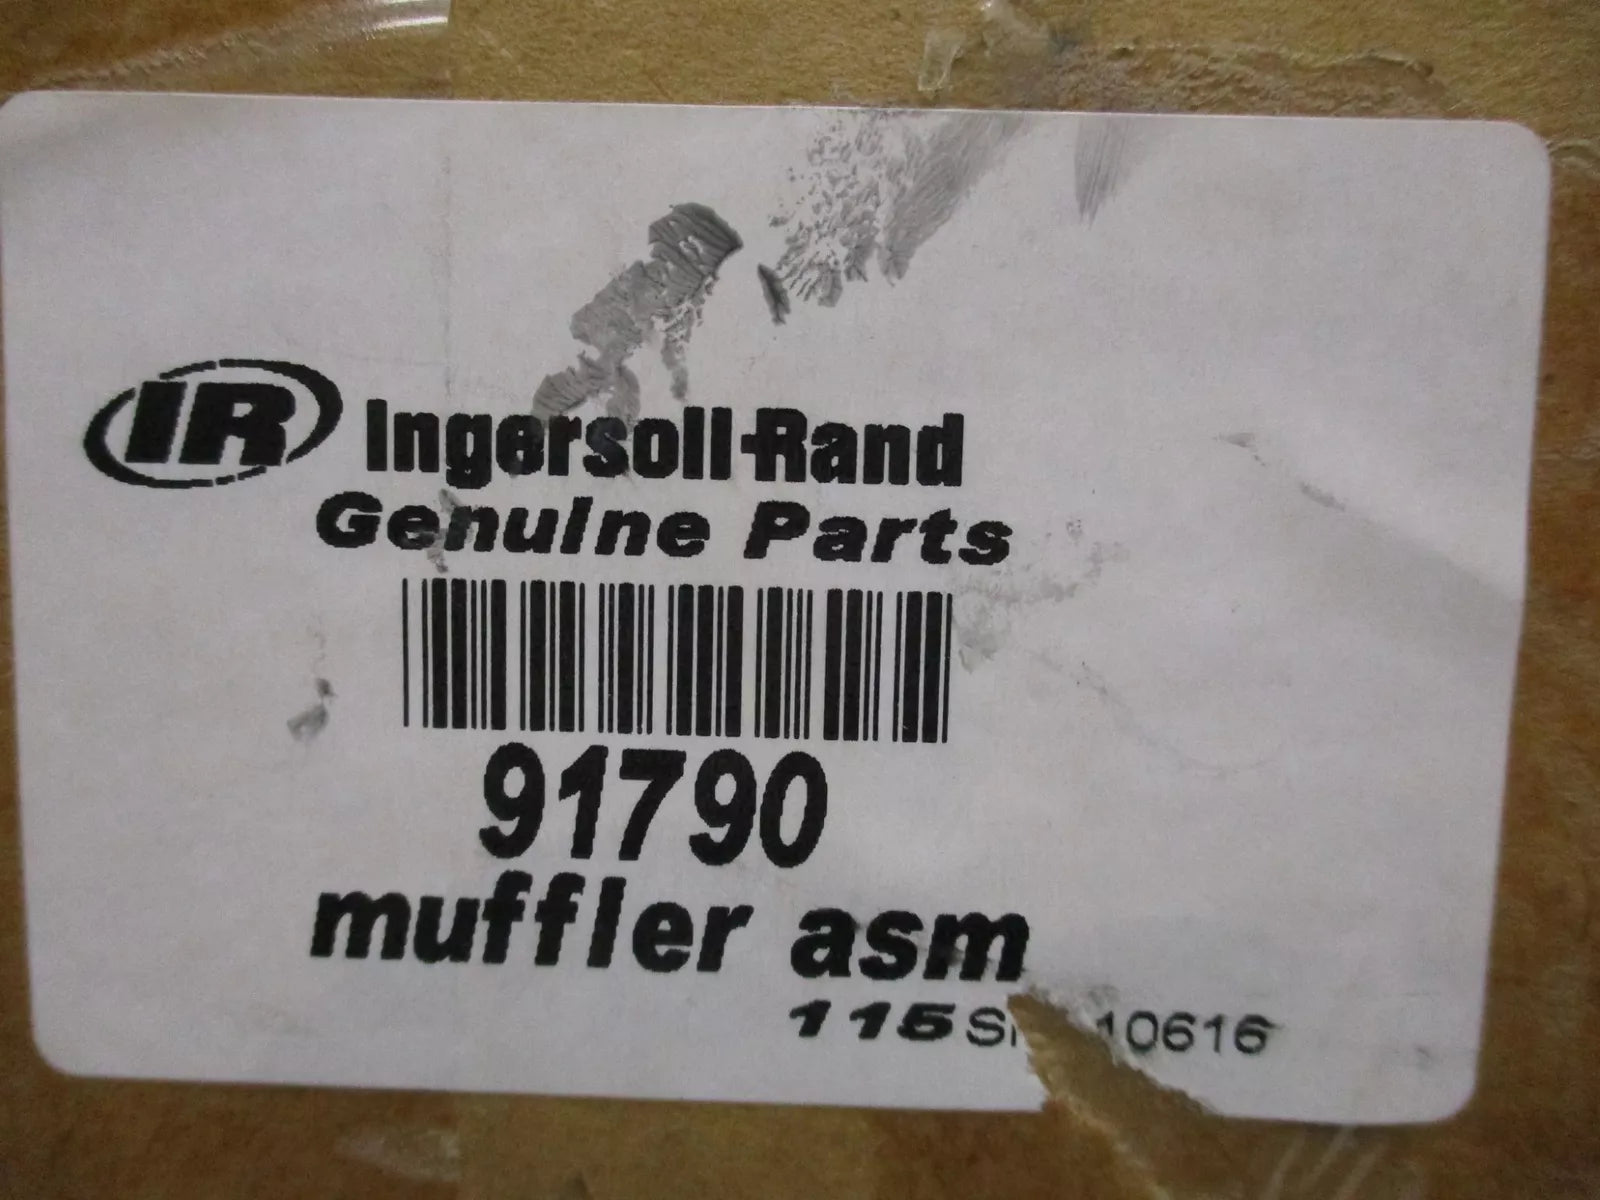 IR Ingersoll-Rand
Genuine Parts
91790
muffler asm
115 10616